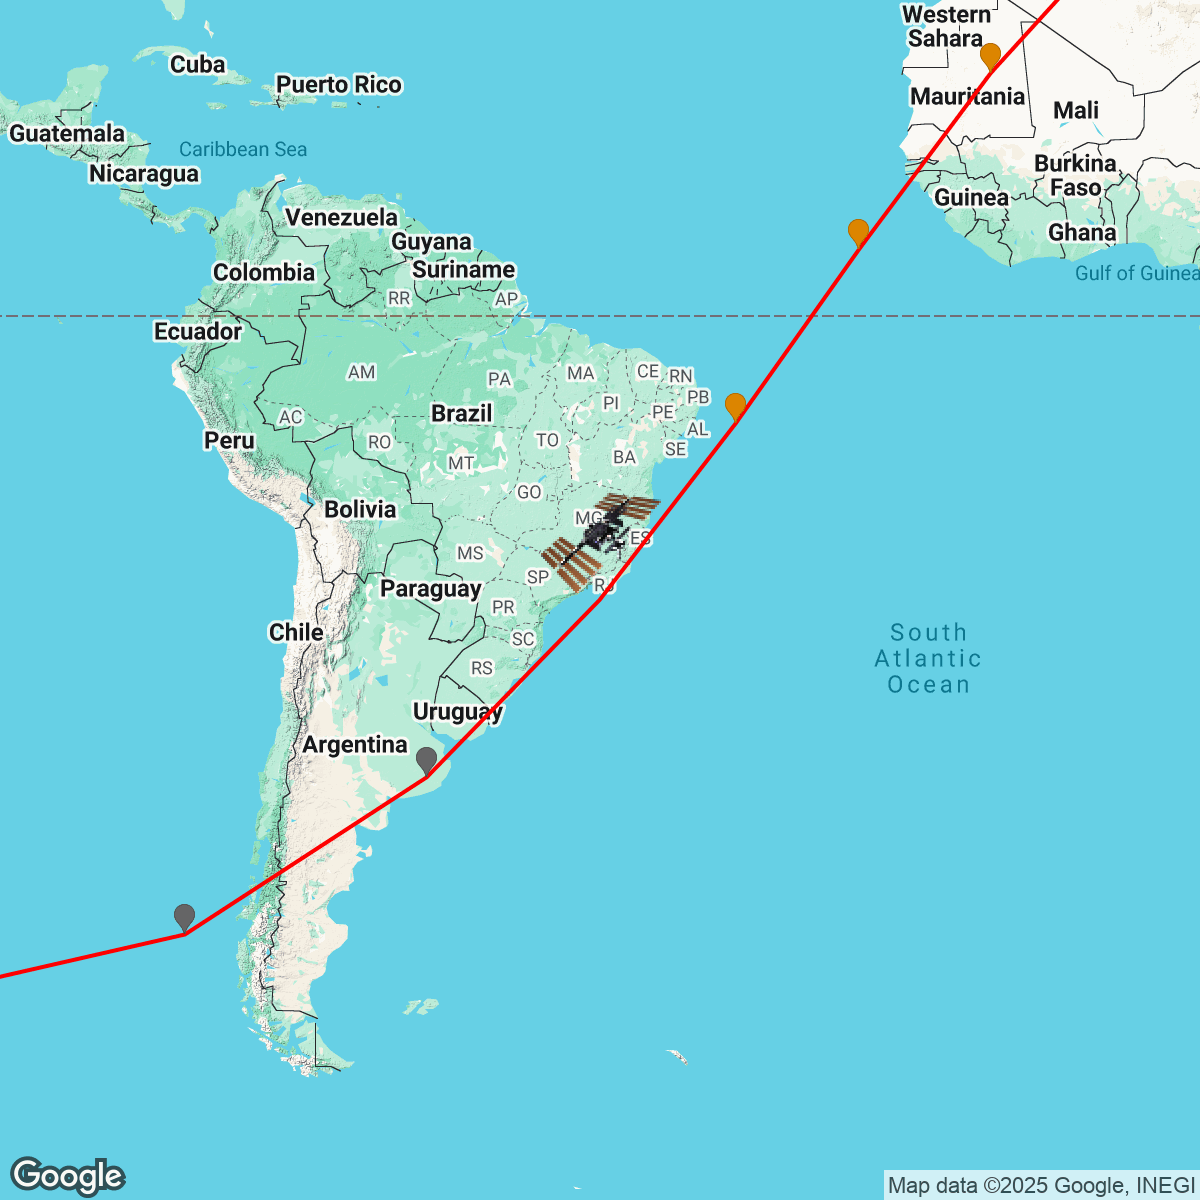 Western
Sahara
Cuba
Puerto Rico
Mauritania
Mali
Guatemala
Caribbean Sea
Nicaragua
Burkina
Faso
Guinea
Venezuela
Ghana
Guyana
Colombia
Suriname
Gulf of Guinea
RR
AP
Ecuador
AM
PA
MA
CE
RN
PB
PI
PE
AC
Brazil
AL
Peru
RO
TO
SE
MT
BA
GO
Bolivia
MG
ES
MS
SP
RJ
Paraguay
PR
Chile
SC
South
Atlantic
Ocean
RS
Uruguay
Argentina
Google
Map data ©2025 Google, INEGI